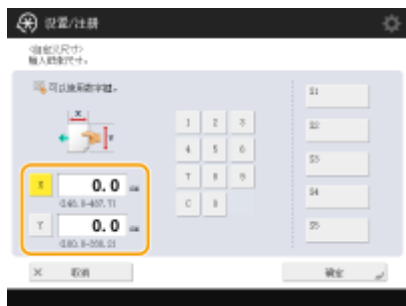 设置/注册
<自定义尺寸>
输入纸张尺寸。
可以使用数字键。
X
Y
1 2 3
4 5 6
7 8 9
C 0
X 0.0 mm
Y 0.0 mm
S1
S2
S3
S4
S5
× 取消
确定